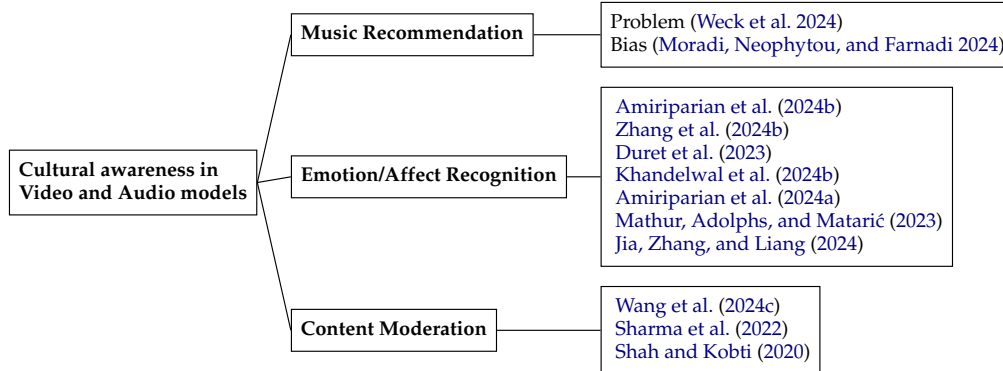 Music Recommendation
Problem (Weck et al. 2024)
Bias (Moradi, Neophytou, and Farnadi 2024)
Cultural awareness in
Video and Audio models
Emotion/Affect Recognition
Amiriparian et al. (2024b)
Zhang et al. (2024b)
Duret et al. (2023)
Khandelwal et al. (2024b)
Amiriparian et al. (2024a)
Mathur, Adolphs, and Matarić (2023)
Jia, Zhang, and Liang (2024)
Content Moderation
Wang et al. (2024c)
Sharma et al. (2022)
Shah and Kobti (2020)